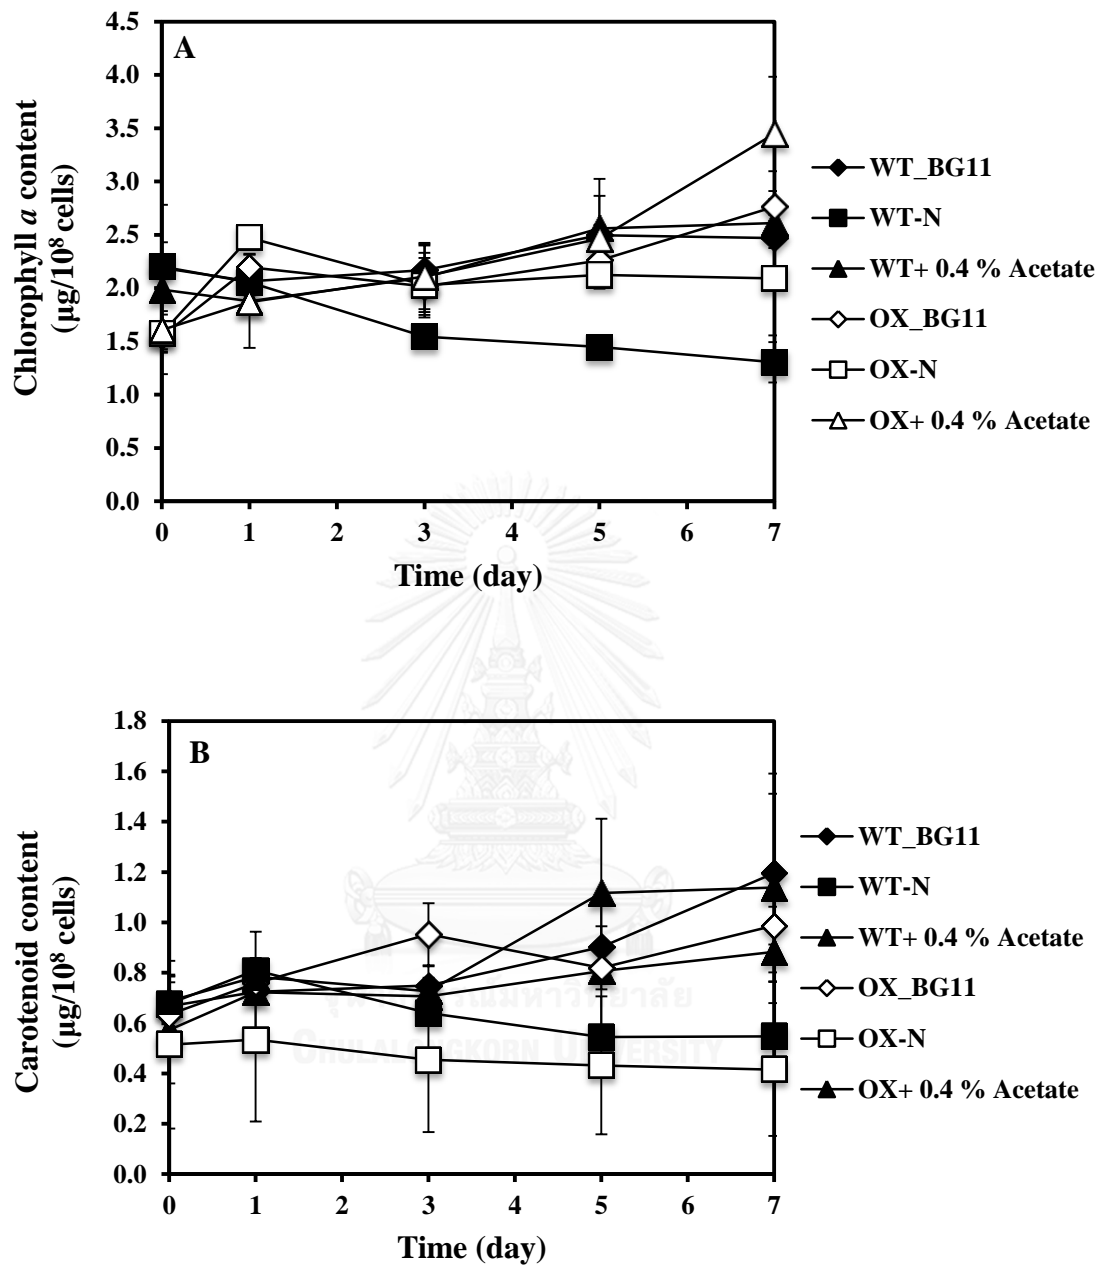 A
4.5
4.0
3.5
3.0
2.5
2.0
1.5
1.0
0.5
0.0
Chlorophyll a content
(µg/10⁸ cells)
0 1 2 3 4 5 6 7
Time (day)
WT_BG11
WT-N
WT+ 0.4 % Acetate
OX_BG11
OX-N
OX+ 0.4 % Acetate
B
1.8
1.6
1.4
1.2
1.0
0.8
0.6
0.4
0.2
0.0
Carotenoid content
(µg/10⁸ cells)
0 1 2 3 4 5 6 7
Time (day)
WT_BG11
WT-N
WT+ 0.4 % Acetate
OX_BG11
OX-N
OX+ 0.4 % Acetate
CHULALONGKORN UNIVERSITY